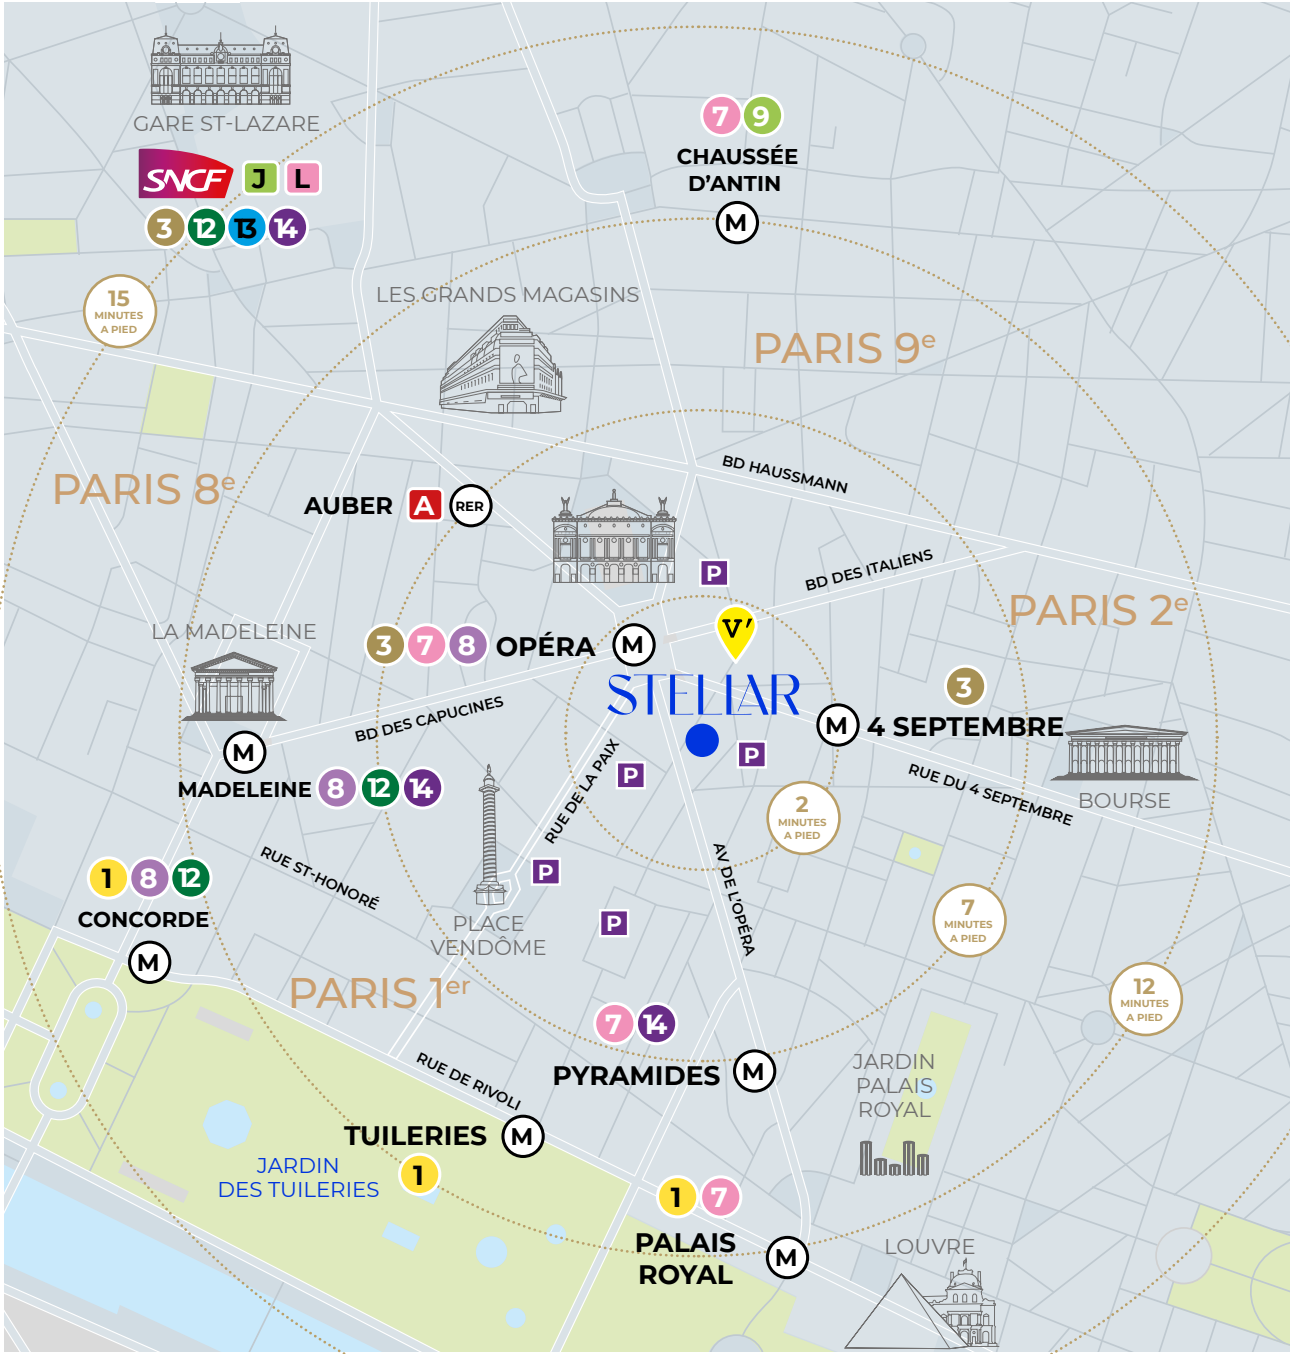 GARE ST-LAZARE
SNCF J L
3 12 13 14
7 9
CHAUSSÉE
D'ANTIN
M
15
MINUTES
A PIED
LES GRANDS MAGASINS
PARIS 9e
PARIS 8e
BD HAUSSMANN
AUBER A RER
P
BD DES ITALIENS
PARIS 2e
LA MADELEINE
3 7 8 OPÉRA M
V'
STELLAR
3
M 4 SEPTEMBRE
BD DES CAPUCINES
M
MADELEINE 8 12 14
RUE DE LA PAIX
P
P
RUE DU 4 SEPTEMBRE
BOURSE
2
MINUTES
A PIED
RUE ST-HONORÉ
P
AV DE L'OPÉRA
1 8 12
CONCORDE
M
PLACE
VENDÔME
P
7
MINUTES
A PIED
PARIS 1er
12
MINUTES
A PIED
7 14
PYRAMIDES M
RUE DE RIVOLI
JARDIN
PALAIS
ROYAL
TUILERIES M
1
JARDIN
DES TUILERIES
1 7
PALAIS
ROYAL
M
LOUVRE